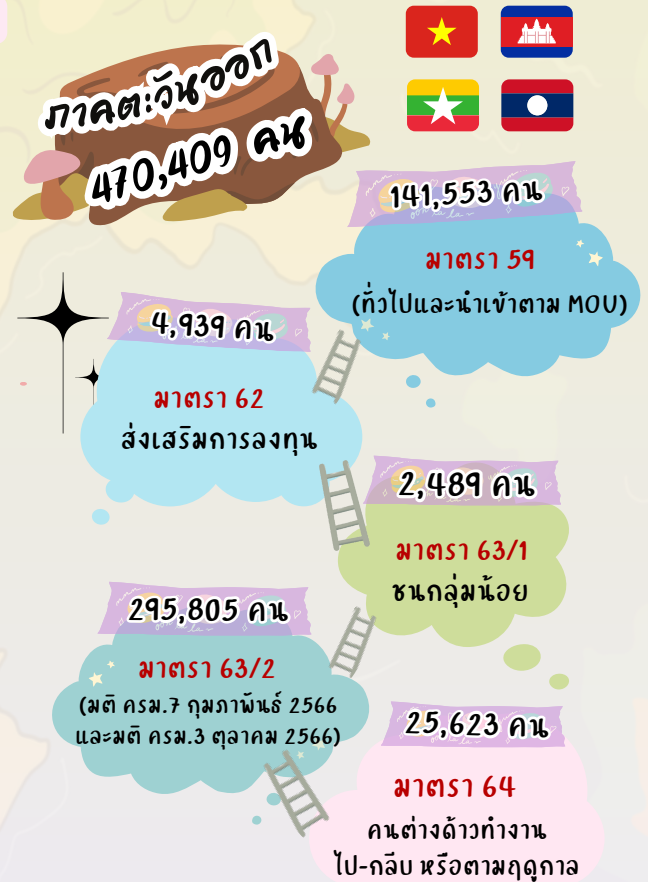 ภาคตะวันออก
470,409 คน
141,553 คน
มาตรา 59
(ทั่วไปและนำเข้าตาม MOU)
4,939 คน
มาตรา 62
ส่งเสริมการลงทุน
2,489 คน
มาตรา 63/1
ชนกลุ่มน้อย
295,805 คน
มาตรา 63/2
(มติ ครม.7 กุมภาพันธ์ 2566
และมติ ครม.3 ตุลาคม 2566)
25,623 คน
มาตรา 64
คนต่างด้าวทำงาน
ไป-กลับ หรือตามฤดูกาล